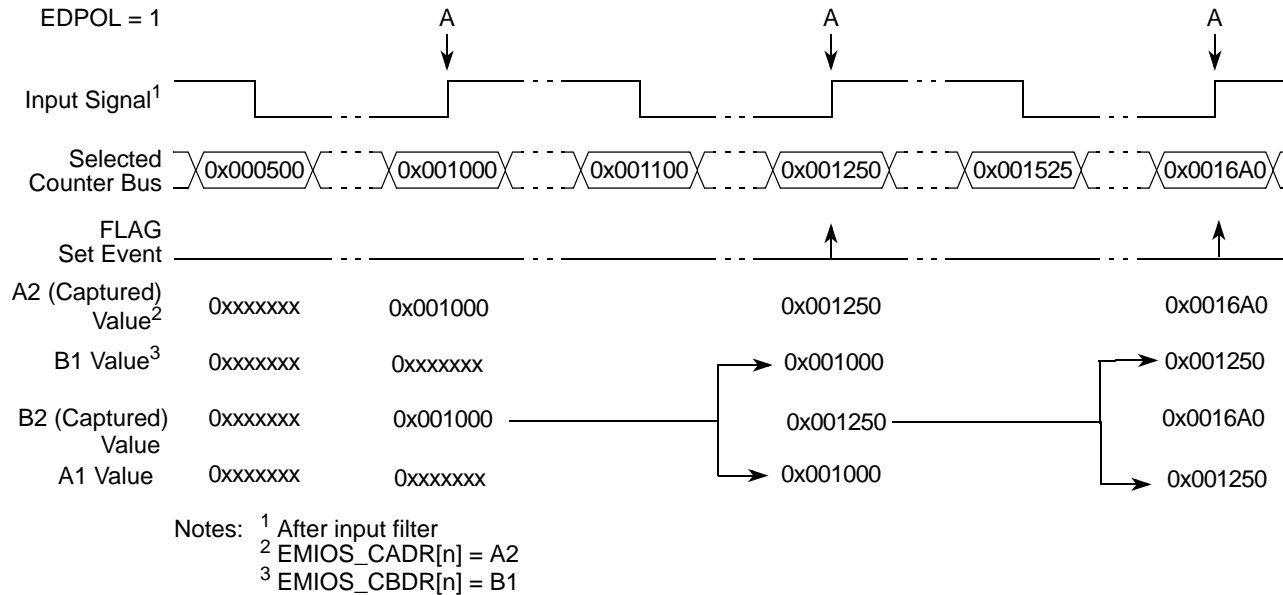 EDPOL = 1
A A A
Input Signal1
Selected
Counter Bus
0x000500 0x001000 0x001100 0x001250 0x001525 0x0016A0
FLAG
Set Event
A2 (Captured)
Value2
0xxxxxxx 0x001000 0x001250 0x0016A0
B1 Value3 0xxxxxxx 0xxxxxxx 0x001000 0x001250
B2 (Captured)
Value
0xxxxxxx 0x001000 0x001250 0x0016A0
A1 Value 0xxxxxxx 0xxxxxxx 0x001000 0x001250
Notes: 1 After input filter
2 EMIOS_CADR[n] = A2
3 EMIOS_CBDR[n] = B1